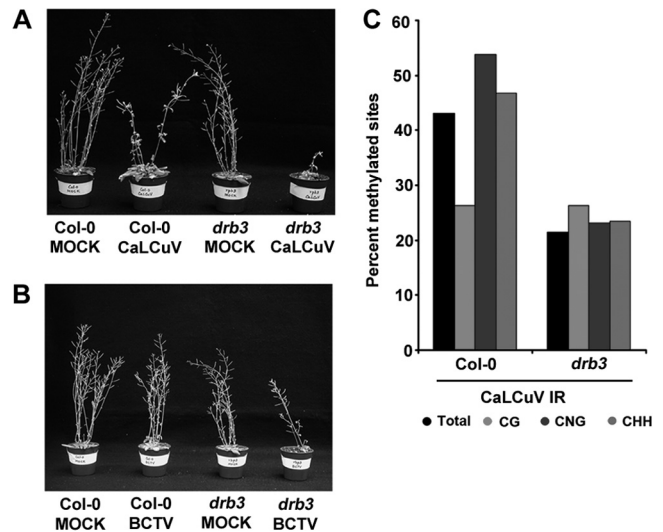 A
Col-0
MOCK
Col-0
CaLCuV
drb3
MOCK
drb3
CaLCuV
B
Col-0
MOCK
Col-0
BCTV
drb3
MOCK
drb3
BCTV
C
Percent methylated sites
60
50
40
30
20
10
0
Col-0
drb3
CaLCuV IR
Total CG CNG CHH